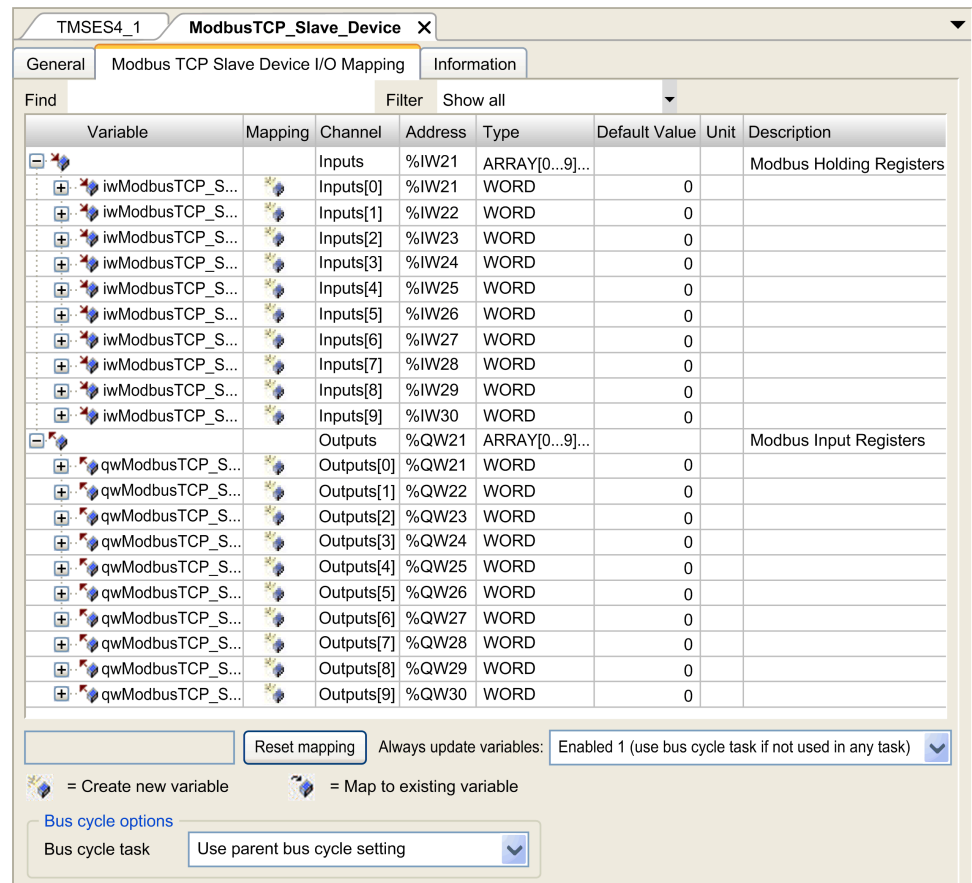 TMSES4_1 ModbusTCP_Slave_Device
General Modbus TCP Slave Device I/O Mapping Information
Find Filter Show all
Variable Mapping Channel Address Type Default Value Unit Description
Inputs %IW21 ARRAY[0...9]... Modbus Holding Registers
iwModbusTCP_S... Inputs[0] %IW21 WORD 0
iwModbusTCP_S... Inputs[1] %IW22 WORD 0
iwModbusTCP_S... Inputs[2] %IW23 WORD 0
iwModbusTCP_S... Inputs[3] %IW24 WORD 0
iwModbusTCP_S... Inputs[4] %IW25 WORD 0
iwModbusTCP_S... Inputs[5] %IW26 WORD 0
iwModbusTCP_S... Inputs[6] %IW27 WORD 0
iwModbusTCP_S... Inputs[7] %IW28 WORD 0
iwModbusTCP_S... Inputs[8] %IW29 WORD 0
iwModbusTCP_S... Inputs[9] %IW30 WORD 0
Outputs %QW21 ARRAY[0...9]... Modbus Input Registers
qwModbusTCP_S... Outputs[0] %QW21 WORD 0
qwModbusTCP_S... Outputs[1] %QW22 WORD 0
qwModbusTCP_S... Outputs[2] %QW23 WORD 0
qwModbusTCP_S... Outputs[3] %QW24 WORD 0
qwModbusTCP_S... Outputs[4] %QW25 WORD 0
qwModbusTCP_S... Outputs[5] %QW26 WORD 0
qwModbusTCP_S... Outputs[6] %QW27 WORD 0
qwModbusTCP_S... Outputs[7] %QW28 WORD 0
qwModbusTCP_S... Outputs[8] %QW29 WORD 0
qwModbusTCP_S... Outputs[9] %QW30 WORD 0
Reset mapping Always update variables: Enabled 1 (use bus cycle task if not used in any task)
= Create new variable = Map to existing variable
Bus cycle options
Bus cycle task Use parent bus cycle setting